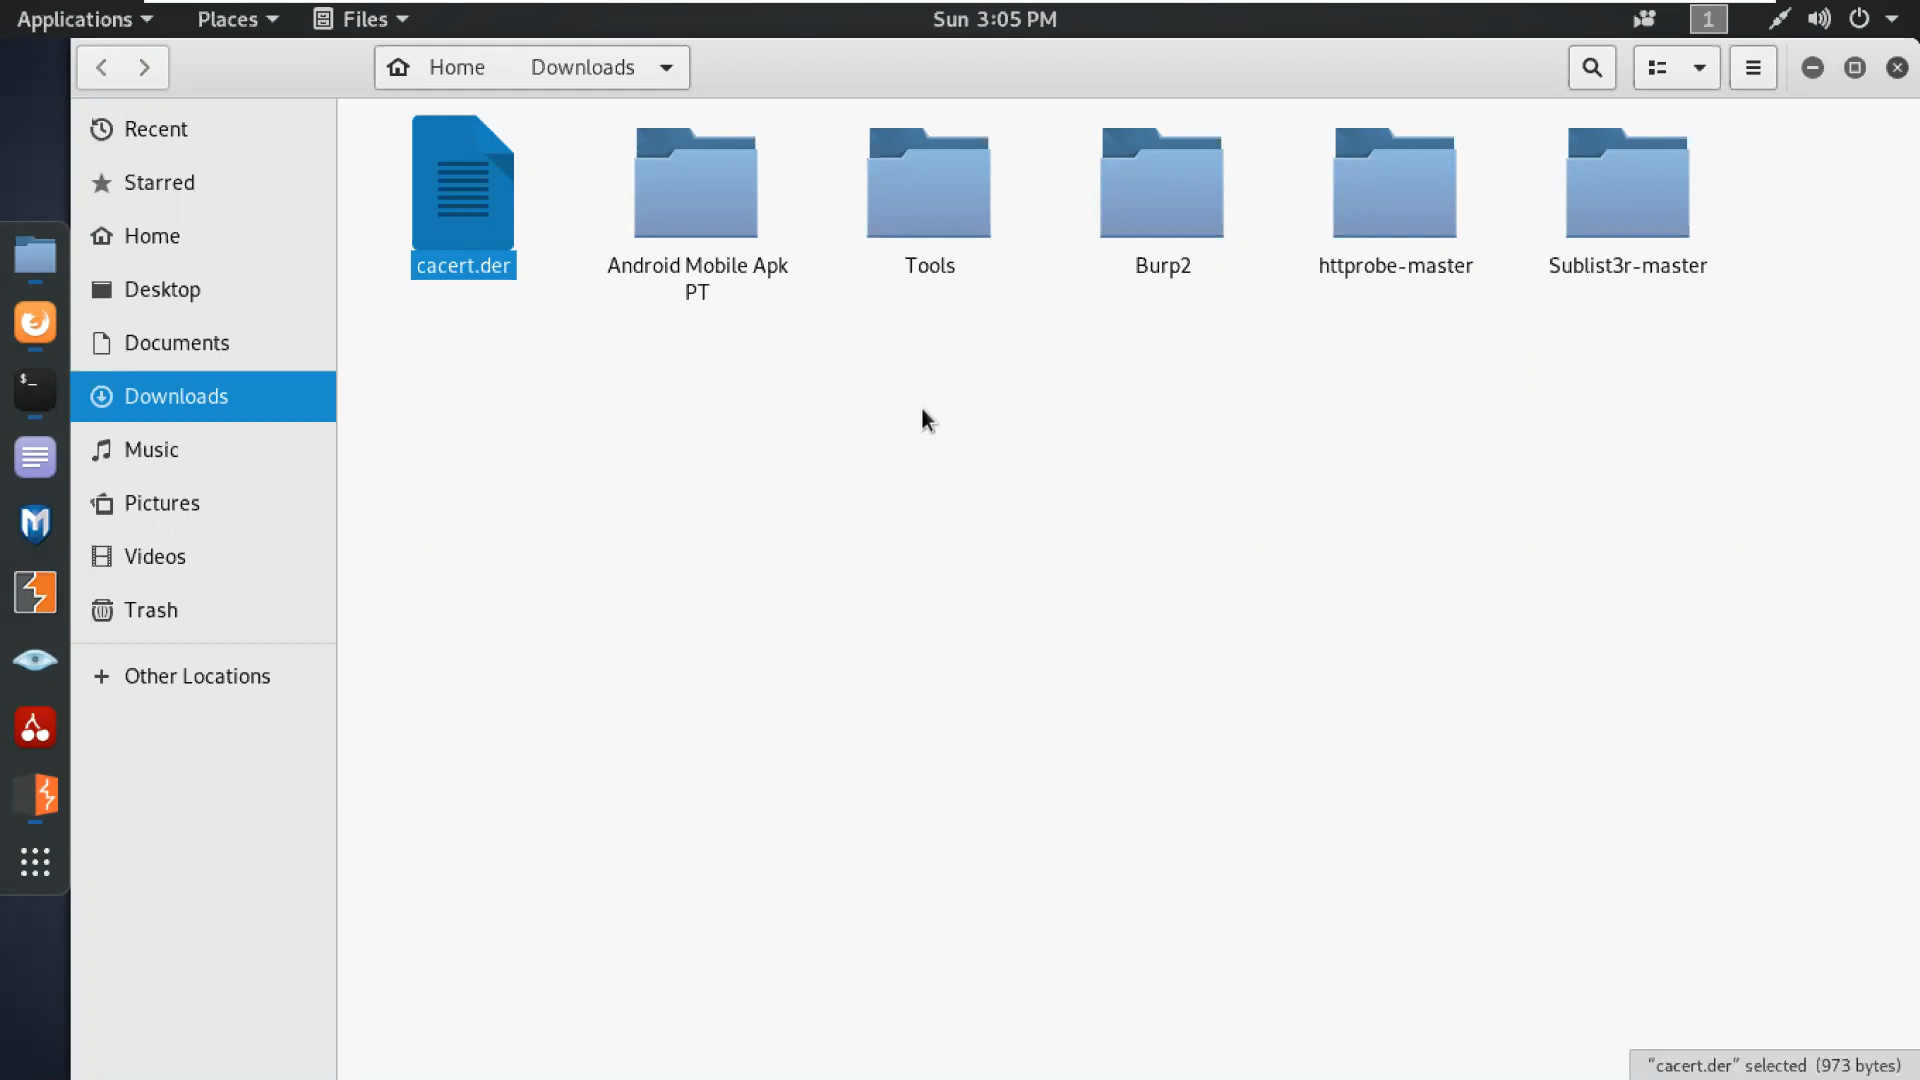 Applications Places Files Sun 3:05 PM 1
Home Downloads
Recent
Starred
Home
Desktop
Documents
Downloads
Music
Pictures
Videos
Trash
Other Locations
cacert.der
Android Mobile Apk
PT
Tools
Burp2
httprobe-master
Sublist3r-master
$_
"cacert.der" selected (973 bytes)